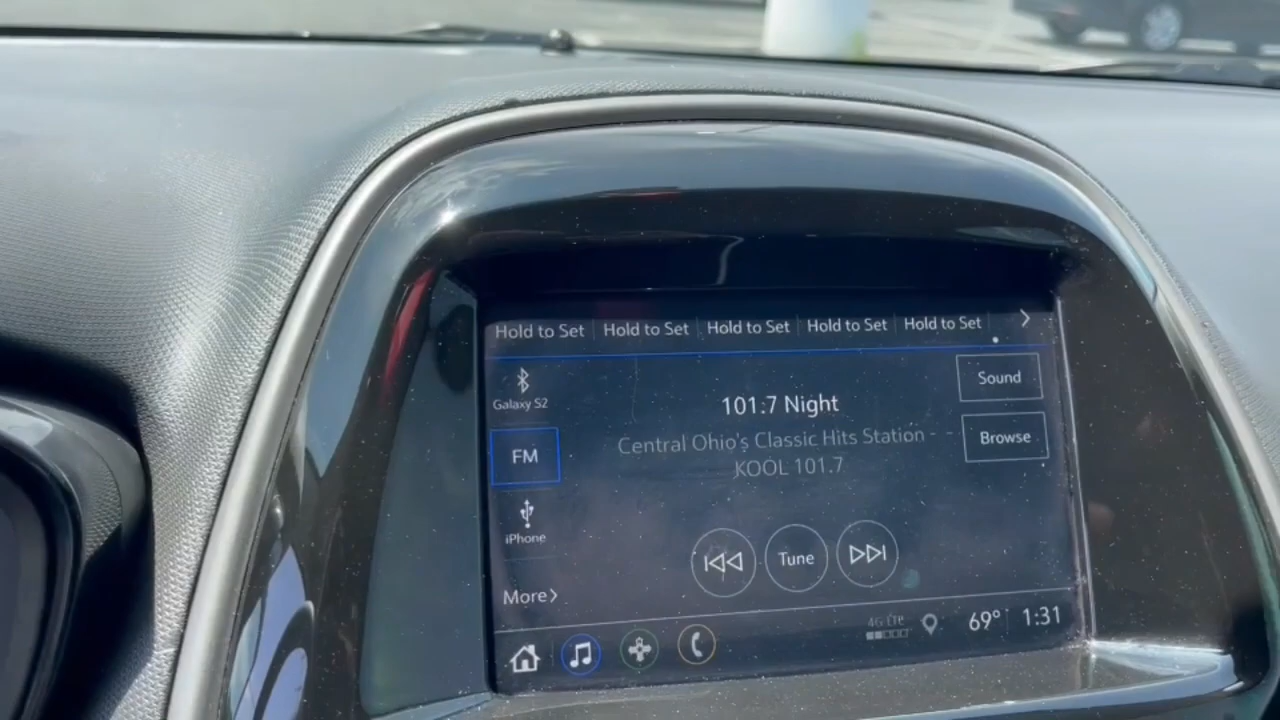 Hold to Set Hold to Set Hold to Set Hold to Set Hold to Set
Galaxy S2
Sound
101.7 Night
FM
Central Ohio's Classic Hits Station - -
KOOL 101.7
Browse
iPhone
Tune
More
4G LTE
69° 1:31